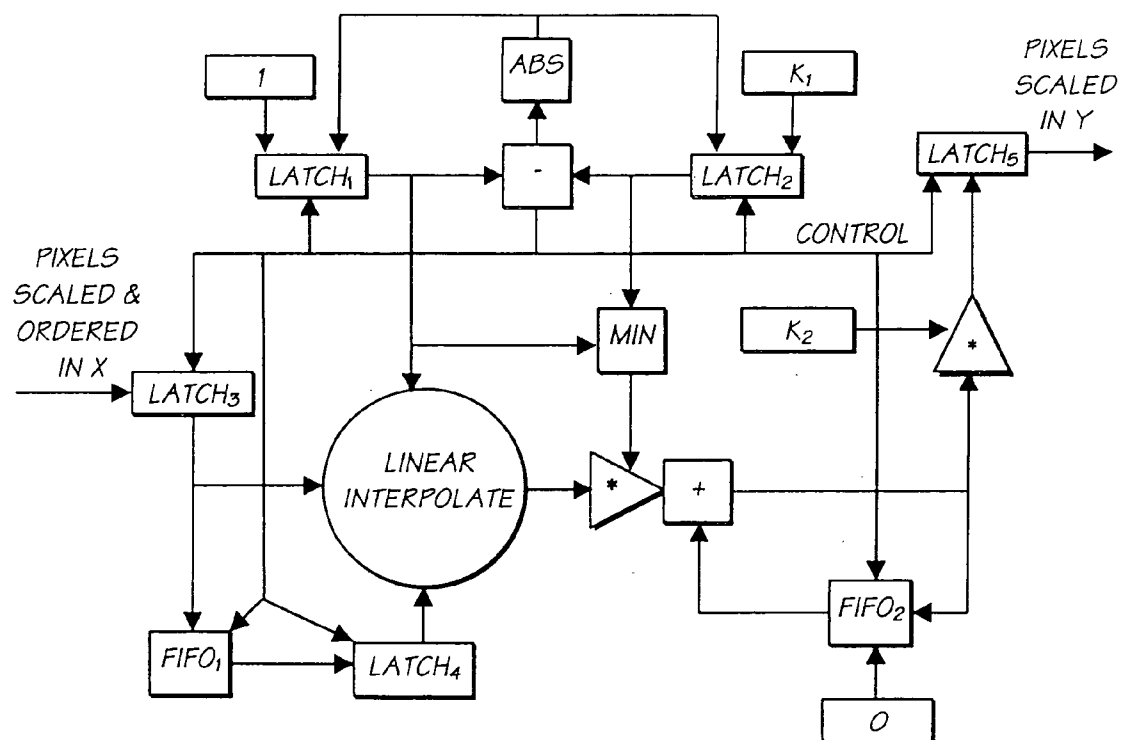 ABS
1
K₁
PIXELS
SCALED
IN Y
LATCH₁
-
LATCH₂
LATCH₅
CONTROL
PIXELS
SCALED &
ORDERED
IN X
MIN
K₂
*
LATCH₃
LINEAR
INTERPOLATE
*
+
FIFO₁
LATCH₄
FIFO₂
0